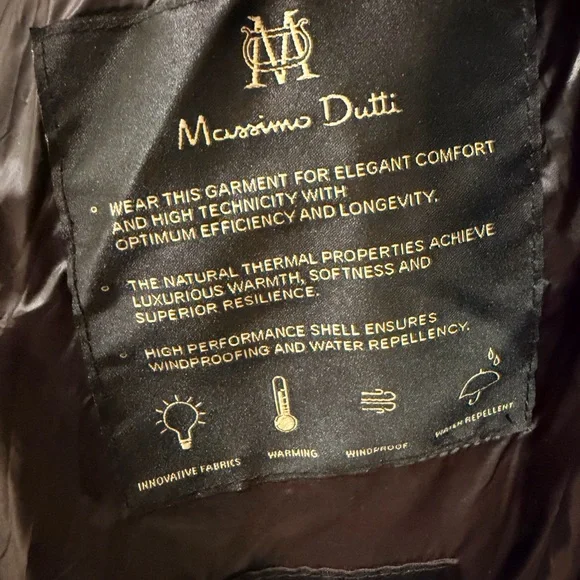 MD
Massimo Dutti
WEAR THIS GARMENT FOR ELEGANT COMFORT
AND HIGH TECHNICITY WITH
OPTIMUM EFFICIENCY AND LONGEVITY.
THE NATURAL THERMAL PROPERTIES ACHIEVE
LUXURIOUS WARMTH, SOFTNESS AND
SUPERIOR RESILIENCE.
HIGH PERFORMANCE SHELL ENSURES
WINDPROOFING AND WATER REPELLENCY.
INNOVATIVE FABRICS
WARMING
WINDPROOF
WATER REPELLENT